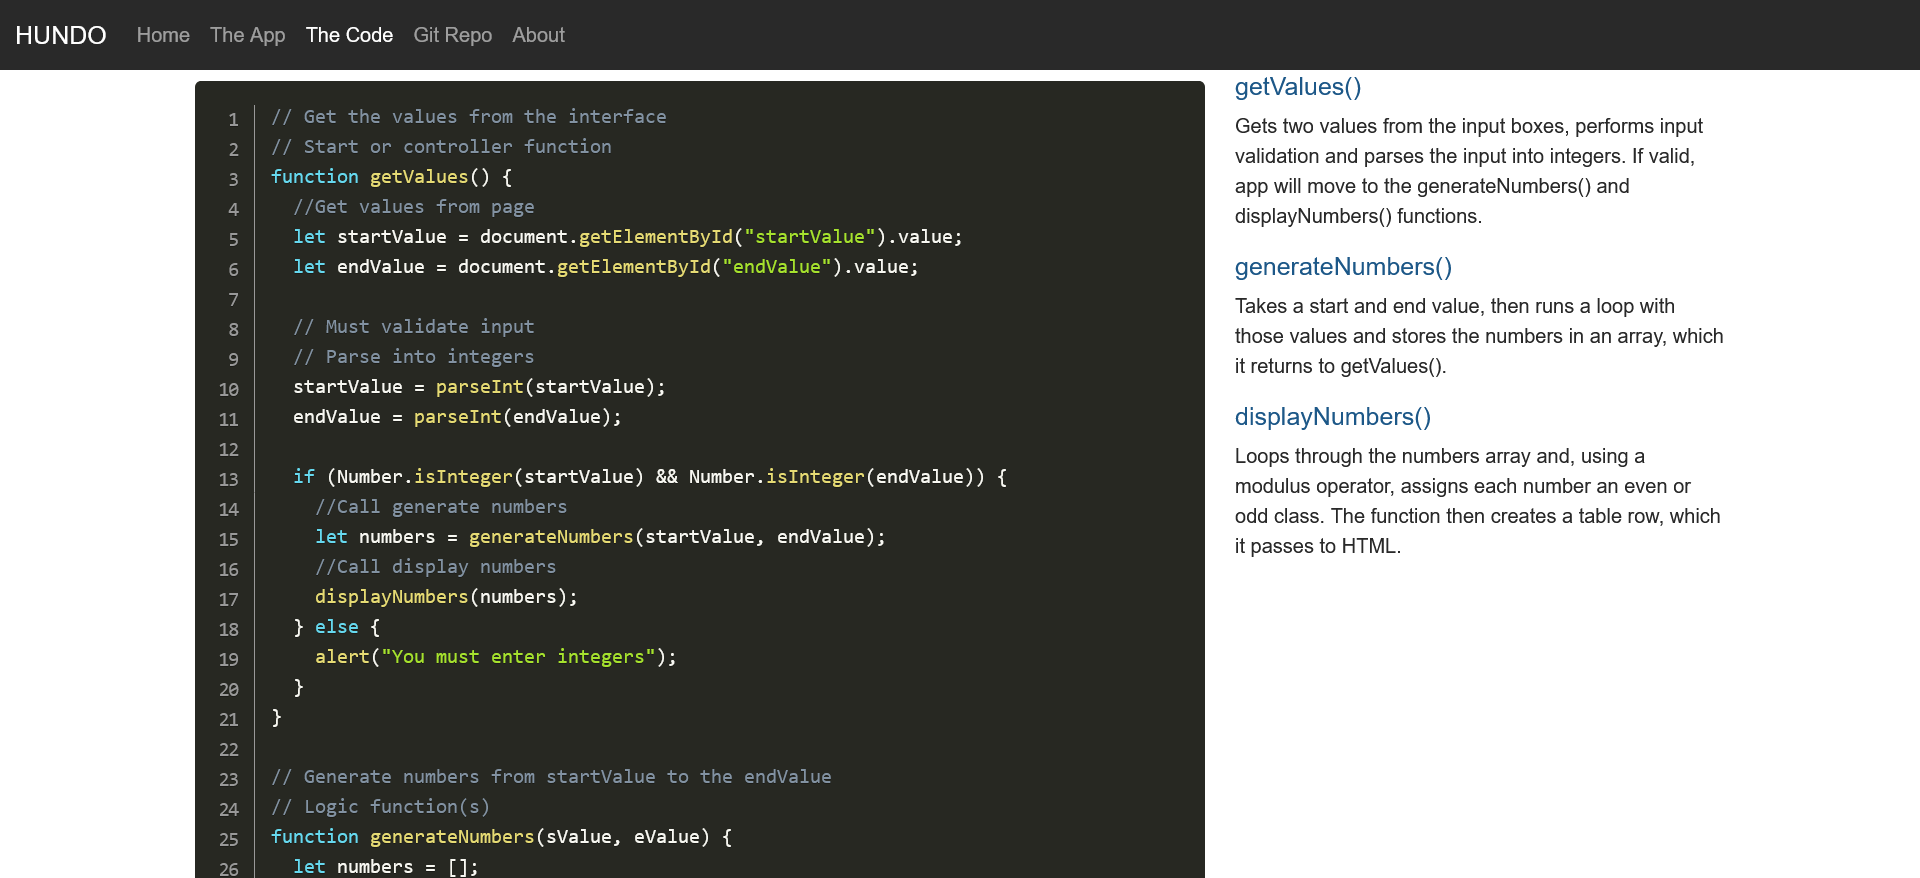 HUNDO Home The App The Code Git Repo About
1 // Get the values from the interface
2 // Start or controller function
3 function getValues() {
4   //Get values from page
5   let startValue = document.getElementById("startValue").value;
6   let endValue = document.getElementById("endValue").value;
7
8   // Must validate input
9   // Parse into integers
10   startValue = parseInt(startValue);
11   endValue = parseInt(endValue);
12
13   if (Number.isInteger(startValue) && Number.isInteger(endValue)) {
14     //Call generate numbers
15     let numbers = generateNumbers(startValue, endValue);
16     //Call display numbers
17     displayNumbers(numbers);
18   } else {
19     alert("You must enter integers");
20   }
21 }
22
23 // Generate numbers from startValue to the endValue
24 // Logic function(s)
25 function generateNumbers(sValue, eValue) {
26   let numbers = [];
getValues()
Gets two values from the input boxes, performs input
validation and parses the input into integers. If valid,
app will move to the generateNumbers() and
displayNumbers() functions.
generateNumbers()
Takes a start and end value, then runs a loop with
those values and stores the numbers in an array, which
it returns to getValues().
displayNumbers()
Loops through the numbers array and, using a
modulus operator, assigns each number an even or
odd class. The function then creates a table row, which
it passes to HTML.